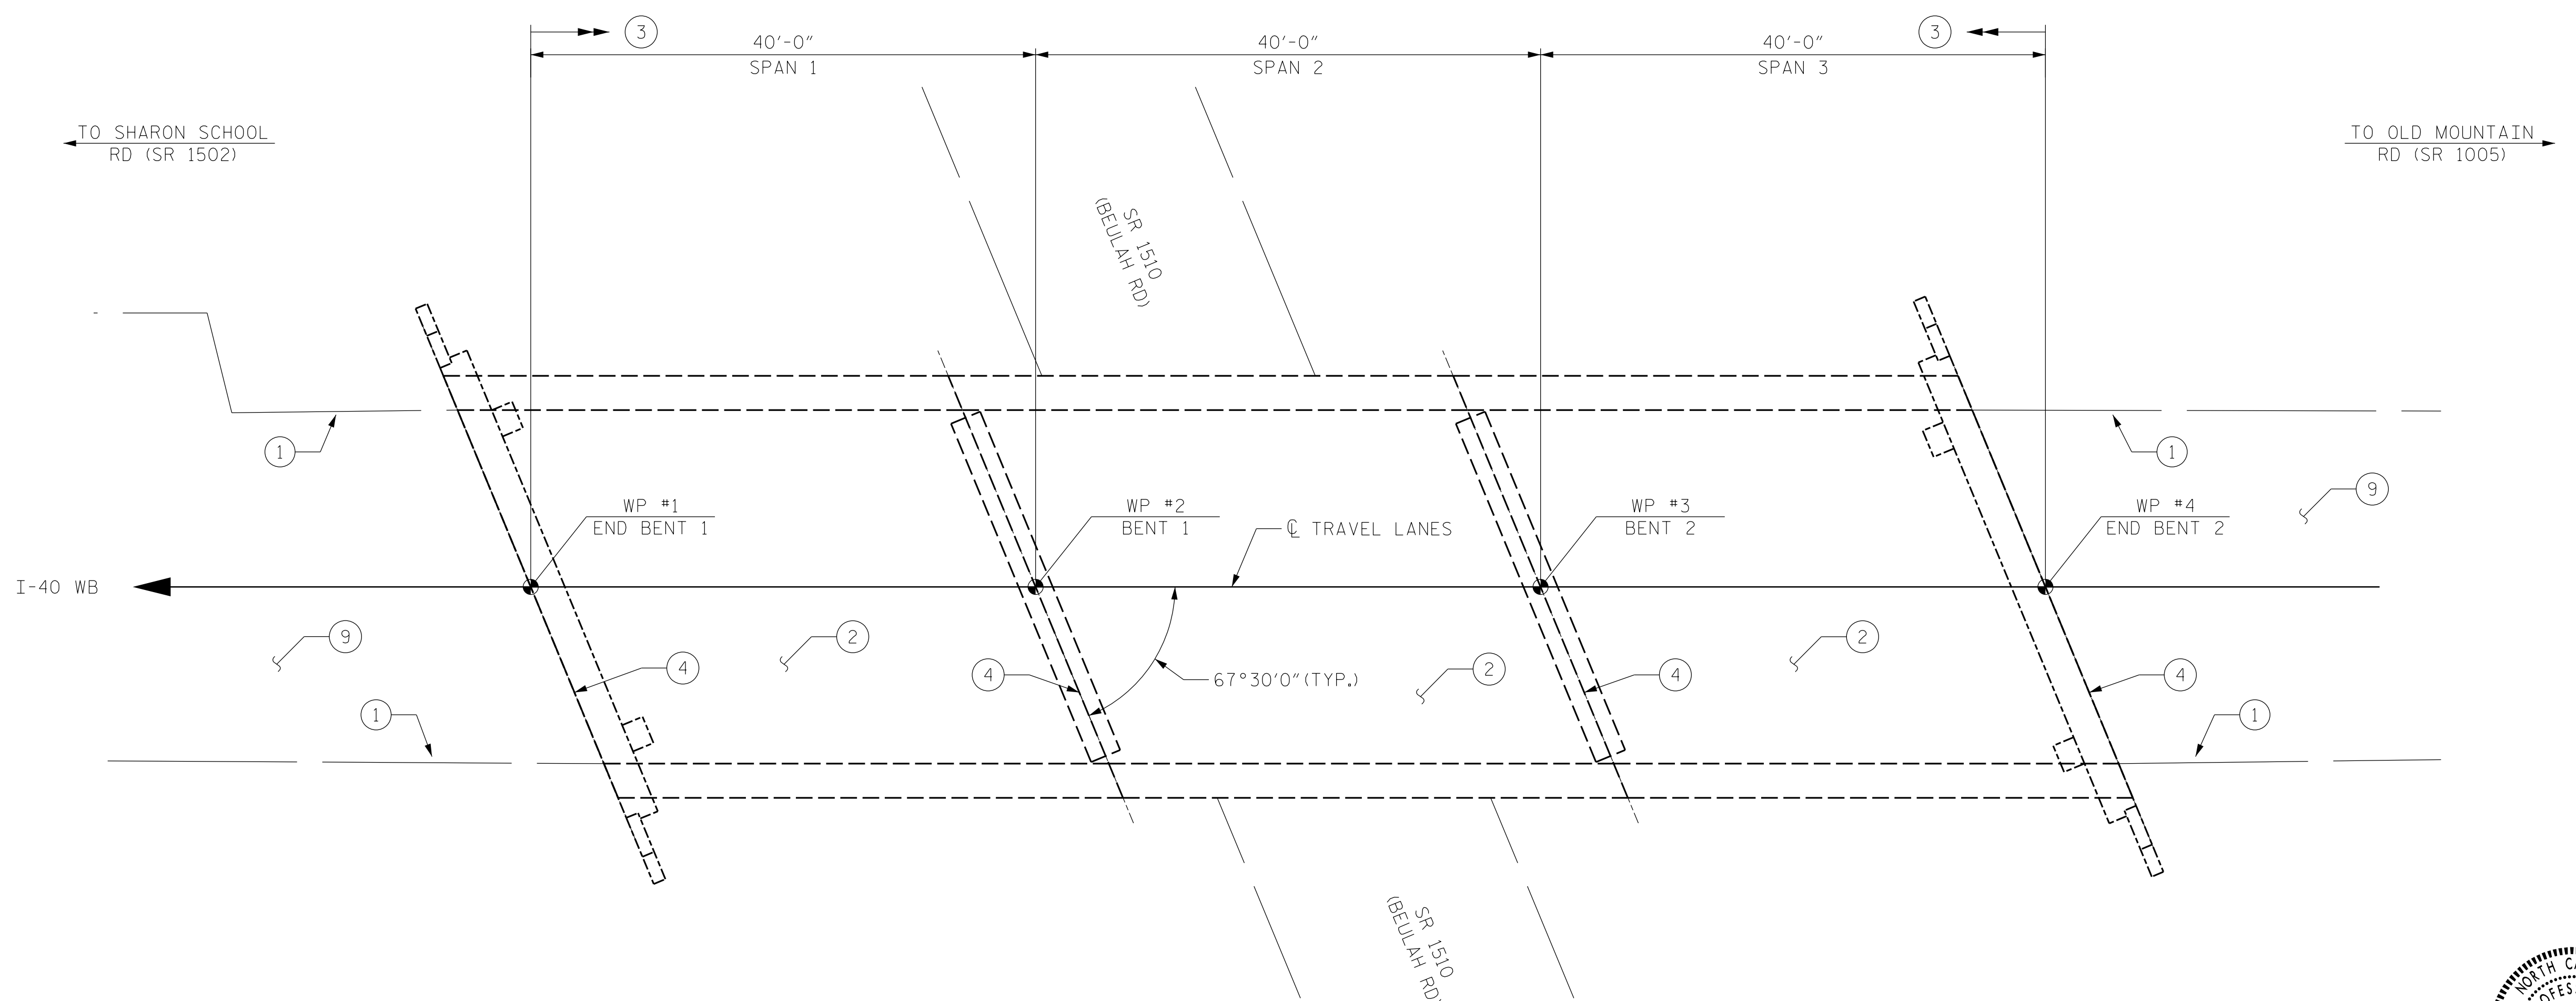 3
40'-0"
SPAN 1
40'-0"
SPAN 2
40'-0"
SPAN 3
3
TO SHARON SCHOOL
RD (SR 1502)
TO OLD MOUNTAIN
RD (SR 1005)
SR 1510
(BEULAH RD)
1
1
9
WP #1
END BENT 1
WP #2
BENT 1
℄ TRAVEL LANES
WP #3
BENT 2
WP #4
END BENT 2
I-40 WB
9
2
2
4
4
67°30'0"(TYP.)
2
4
4
1
1
SR 1510
(BEULAH RD)
NORTH